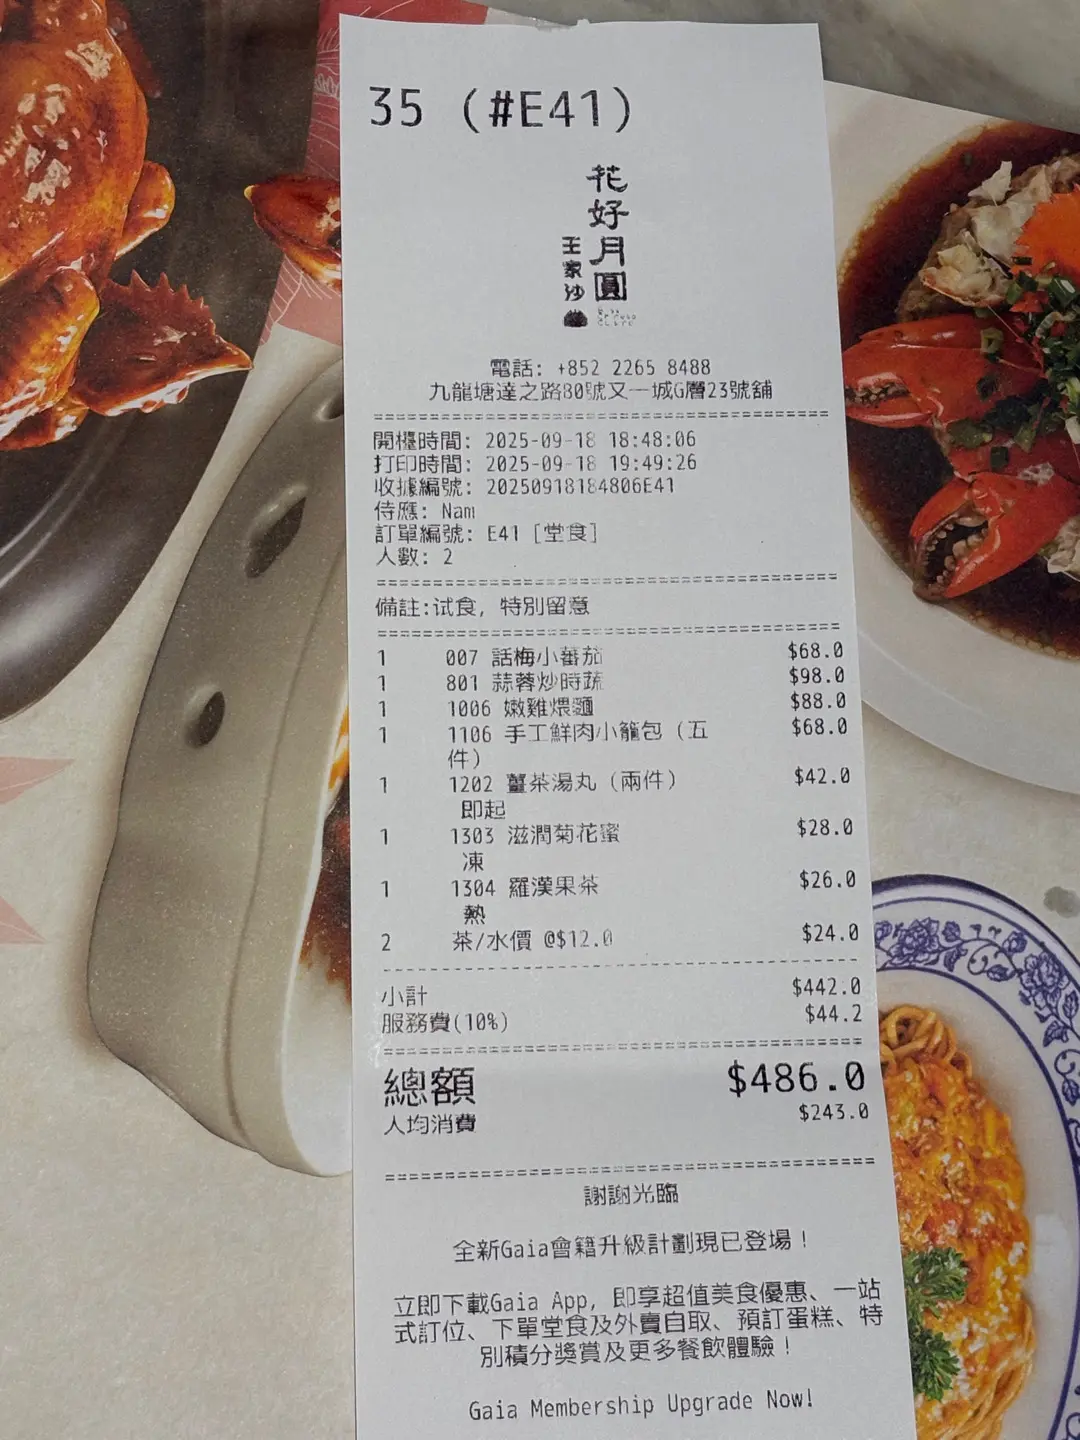 35 (#E41)
花好月圓
王家沙
電話: +852 2265 8488
九龍塘達之路80號又一城G層23號舖
開檯時間: 2025-09-18 18:48:06
打印時間: 2025-09-18 19:49:26
收據編號: 20250918184806E41
侍應: Nam
訂單編號: E41 [堂食]
人數: 2
備註:试食, 特別留意
1 007 話梅小蕃茄 $68.0
1 801 蒜蓉炒時蔬 $98.0
1 1006 嫩雞煨麵 $88.0
1 1106 手工鮮肉小籠包 (五 $68.0
件)
1 1202 薑茶湯丸 (兩件) $42.0
即起
1 1303 滋潤菊花蜜 $28.0
凍
1 1304 羅漢果茶 $26.0
熱
2 茶/水價 @$12.0 $24.0
小計 $442.0
服務費(10%) $44.2
總額 $486.0
人均消費 $243.0
謝謝光臨
全新Gaia會籍升級計劃現已登場！
立即下載Gaia App, 即享超值美食優惠、一站
式訂位、下單堂食及外賣自取、預訂蛋糕、特
別積分獎賞及更多餐飲體驗！
Gaia Membership Upgrade Now!